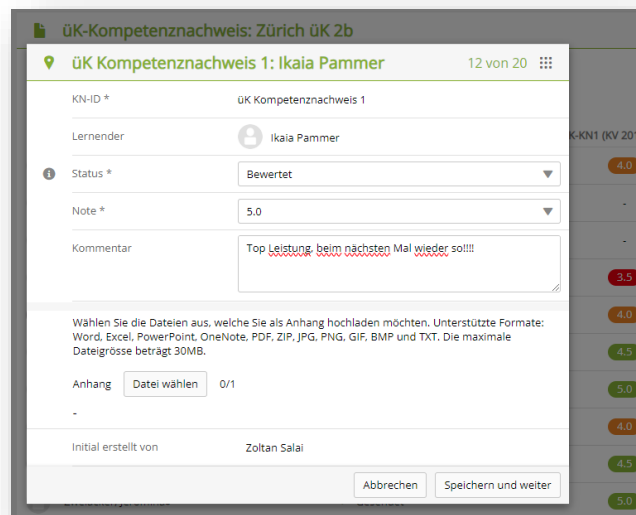 üK-Kompetenznachweis: Zürich üK 2b
üK Kompetenznachweis 1: Ikaia Pammer 12 von 20
KN-ID * üK Kompetenznachweis 1
K-KN1 (KV 201
Lernender Ikaia Pammer
4.0
Status * Bewertet
-
Note * 5.0
-
Kommentar Top Leistung, beim nächsten Mal wieder so!!!!
3.5
Wählen Sie die Dateien aus, welche Sie als Anhang hochladen möchten. Unterstützte Formate:
Word, Excel, PowerPoint, OneNote, PDF, ZIP, JPG, PNG, GIF, BMP und TXT. Die maximale
Dateigrösse beträgt 30MB.
4.0
4.5
Anhang Datei wählen 0/1
5.0
-
4.0
Initial erstellt von Zoltan Salai
4.5
Abbrechen Speichern und weiter
5.0